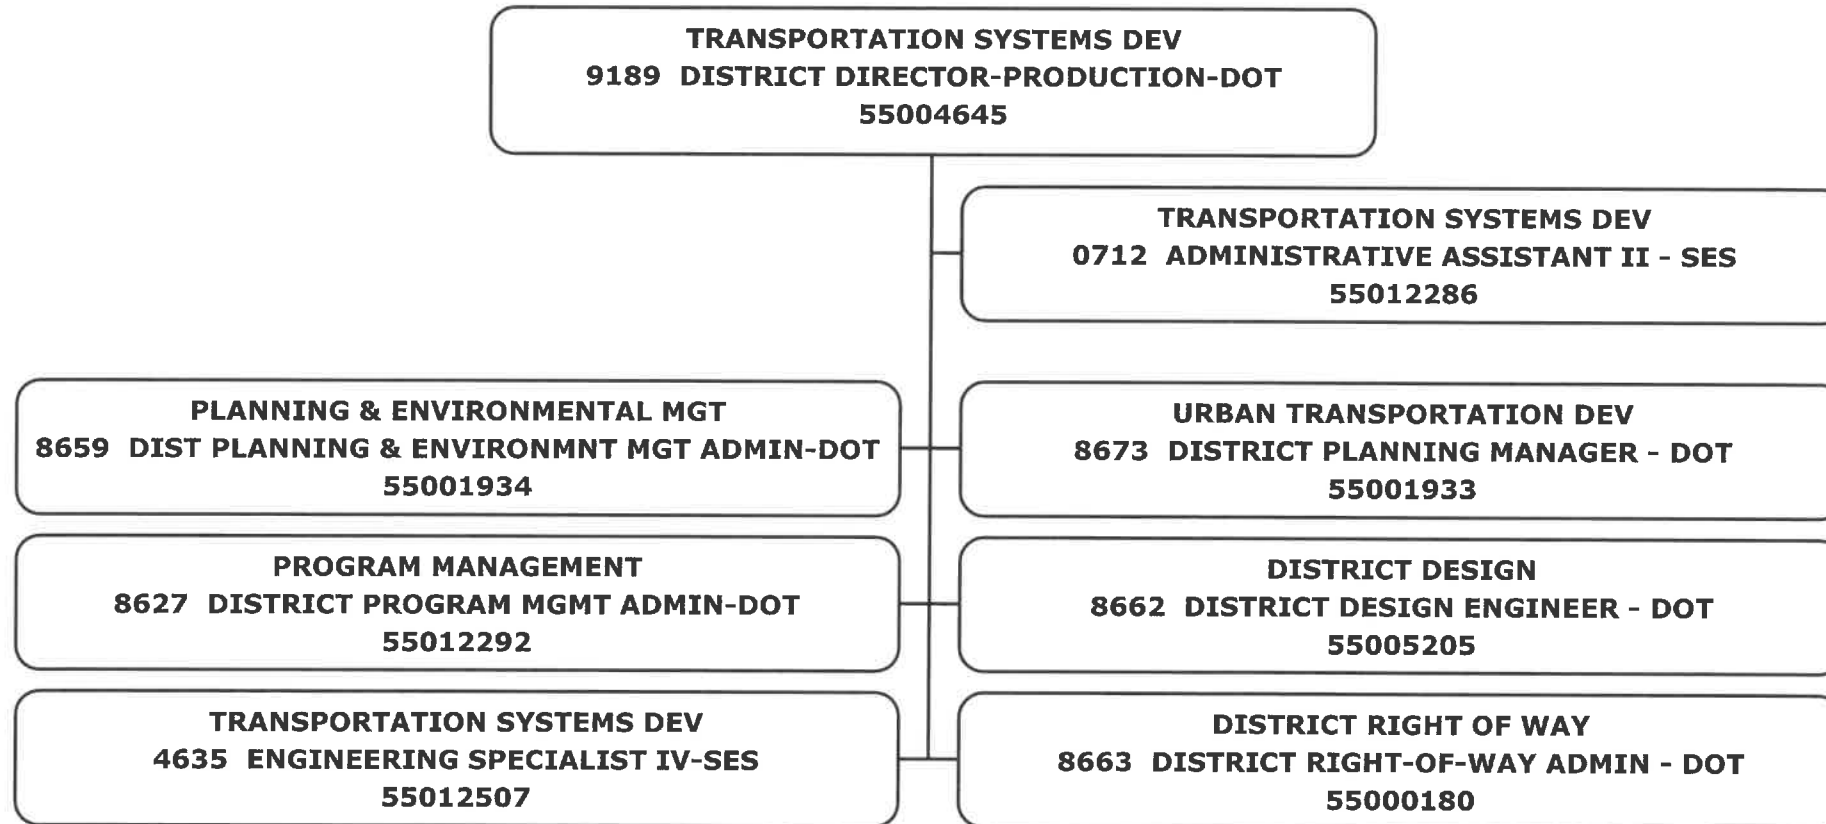 TRANSPORTATION SYSTEMS DEV
9189 DISTRICT DIRECTOR-PRODUCTION-DOT
55004645
TRANSPORTATION SYSTEMS DEV
0712 ADMINISTRATIVE ASSISTANT II - SES
55012286
PLANNING & ENVIRONMENTAL MGT
8659 DIST PLANNING & ENVIRONMNT MGT ADMIN-DOT
55001934
URBAN TRANSPORTATION DEV
8673 DISTRICT PLANNING MANAGER - DOT
55001933
PROGRAM MANAGEMENT
8627 DISTRICT PROGRAM MGMT ADMIN-DOT
55012292
DISTRICT DESIGN
8662 DISTRICT DESIGN ENGINEER - DOT
55005205
TRANSPORTATION SYSTEMS DEV
4635 ENGINEERING SPECIALIST IV-SES
55012507
DISTRICT RIGHT OF WAY
8663 DISTRICT RIGHT-OF-WAY ADMIN - DOT
55000180